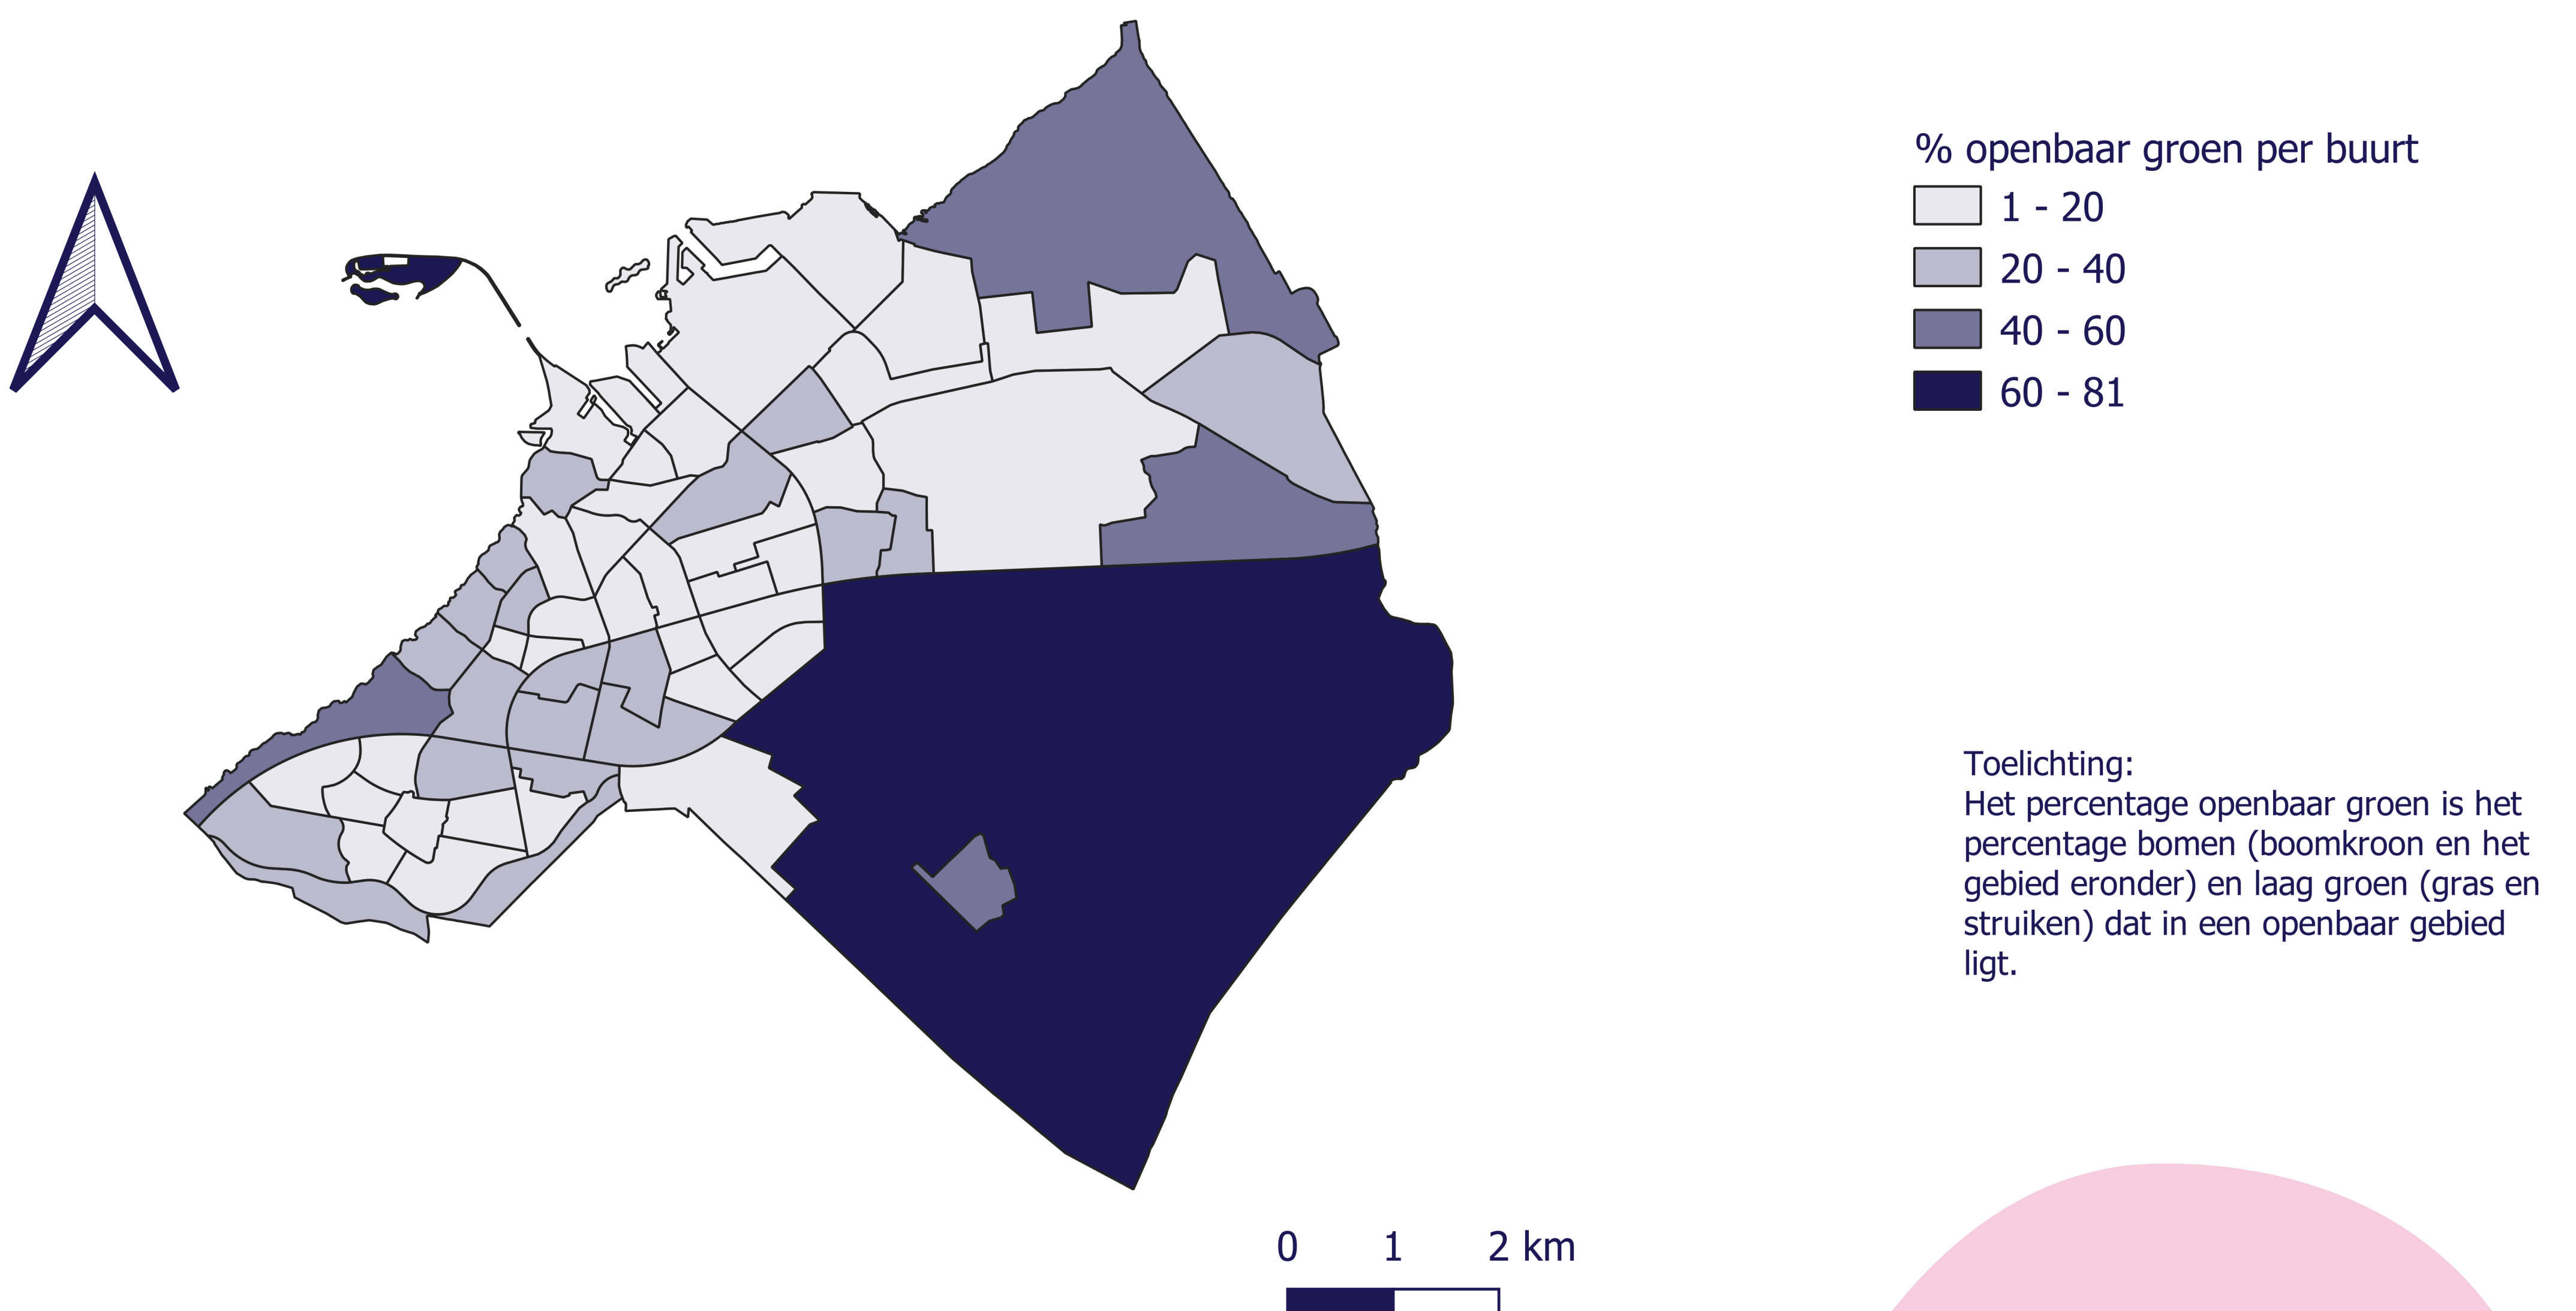 % openbaar groen per buurt
1 - 20
20 - 40
40 - 60
60 - 81
Toelichting:
Het percentage openbaar groen is het
percentage bomen (boomkroon en het
gebied eronder) en laag groen (gras en
struiken) dat in een openbaar gebied
ligt.
0 1 2 km